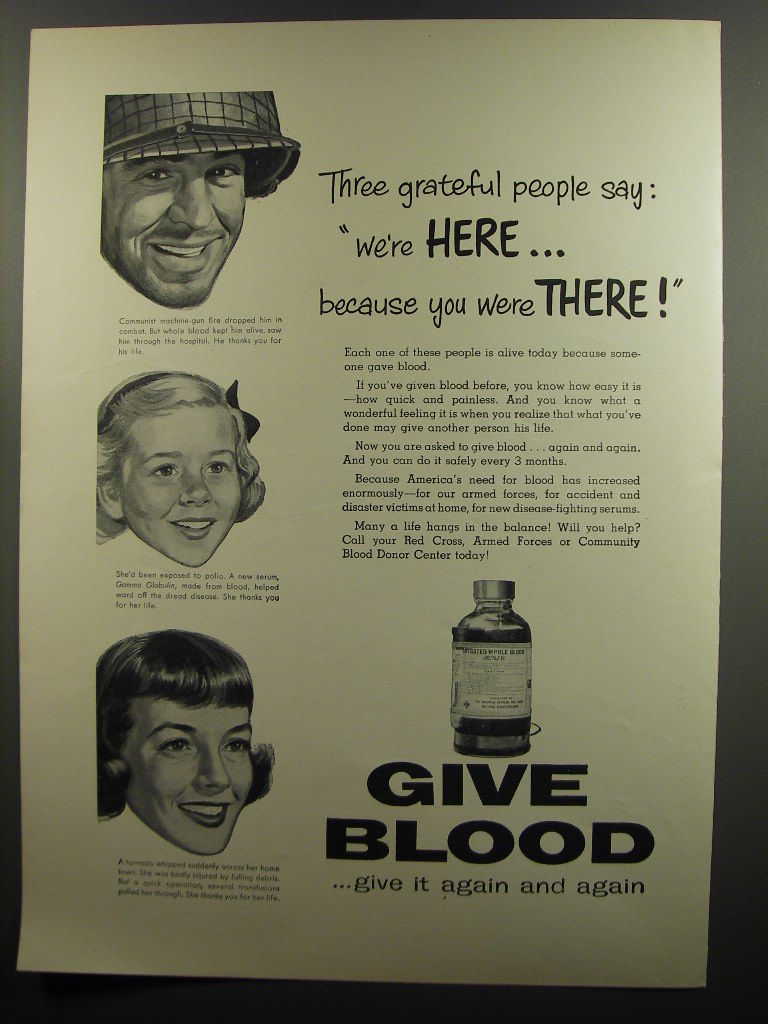 Three grateful people say:
"we're HERE...
because you were THERE!"
Communist machine-gun fire dropped him in
combat. But whole blood kept him alive, saw
him through the hospital. He thanks you for
his life.
Each one of these people is alive today because some-
one gave blood.
If you've given blood before, you know how easy it is
—how quick and painless. And you know what a
wonderful feeling it is when you realize that what you've
done may give another person his life.
Now you are asked to give blood . . . again and again.
And you can do it safely every 3 months.
Because America's need for blood has increased
enormously—for our armed forces, for accident and
disaster victims at home, for new disease-fighting serums.
Many a life hangs in the balance! Will you help?
Call your Red Cross, Armed Forces or Community
Blood Donor Center today!
She'd been exposed to polio. A new serum,
Gamma Globulin, made from blood, helped
ward off the dread disease. She thanks you
for her life.
A tornado whipped suddenly across her home
town. She was badly injured by falling debris.
But a quick operation, several transfusions
pulled her through. She thanks you for her life.
CITRATED WHOLE BLOOD
GIVE
BLOOD
...give it again and again